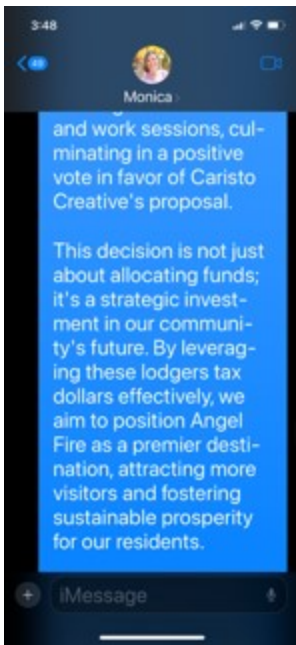 3:48
49
Monica
and work sessions, cul-
minating in a positive
vote in favor of Caristo
Creative's proposal.
This decision is not just
about allocating funds;
it's a strategic invest-
ment in our communi-
ty's future. By leverag-
ing these lodgers tax
dollars effectively, we
aim to position Angel
Fire as a premier desti-
nation, attracting more
visitors and fostering
sustainable prosperity
for our residents.
iMessage